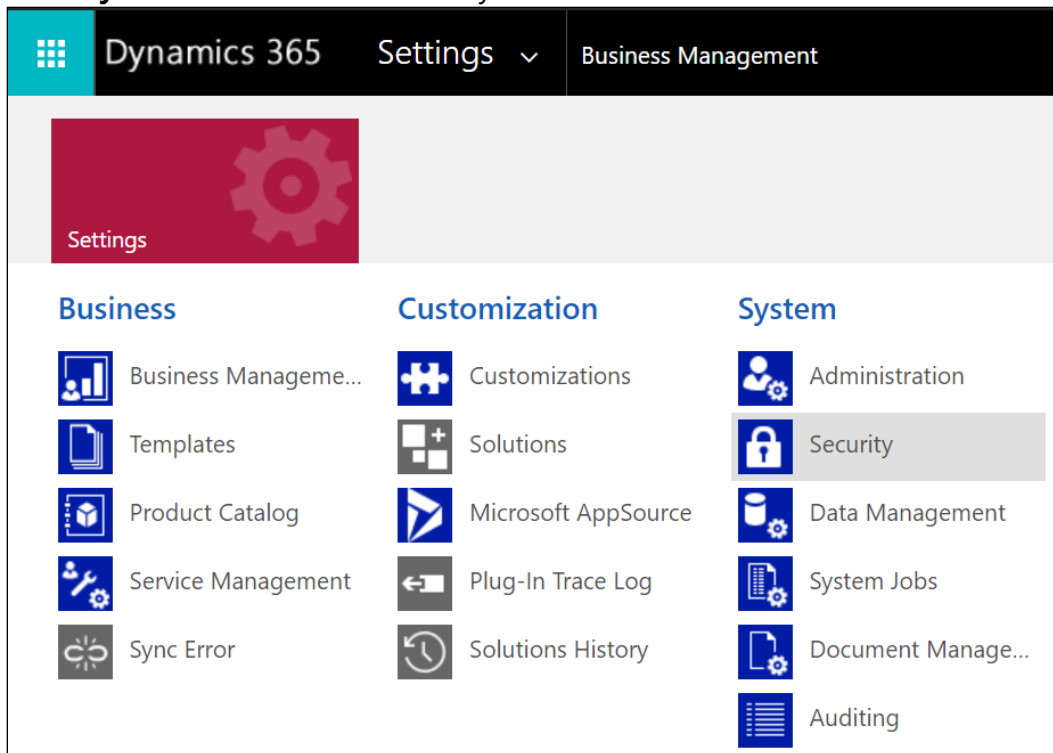 Dynamics 365 Settings Business Management
Settings
Business Customization System
Business Manageme... Customizations Administration
Templates Solutions Security
Product Catalog Microsoft AppSource Data Management
Service Management Plug-In Trace Log System Jobs
Sync Error Solutions History Document Manage...
Auditing